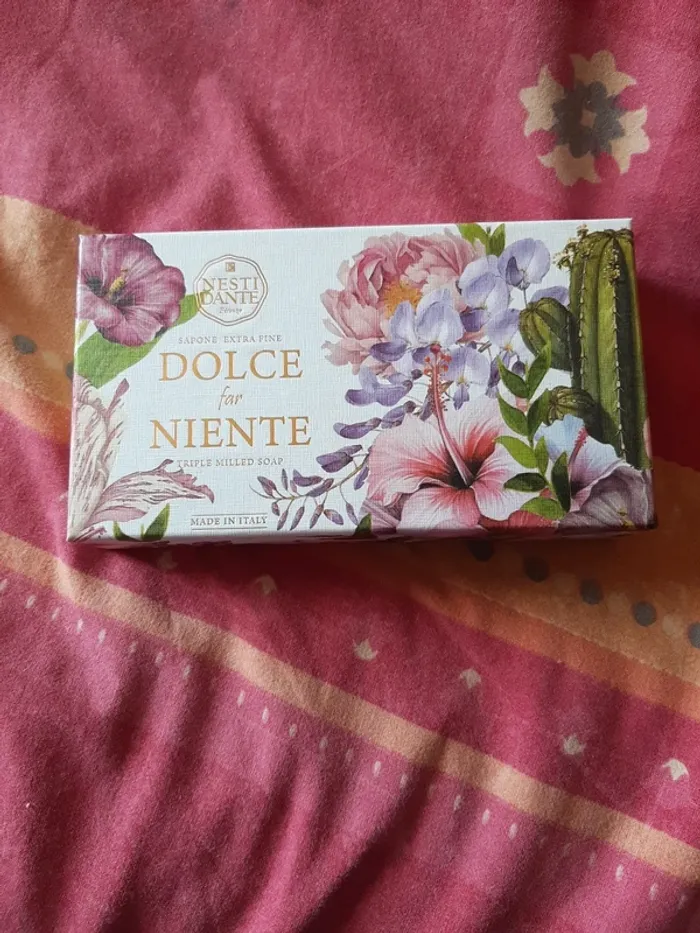 NESTI
DANTE
Firenze
SAPONE EXTRA FINE
DOLCE
far
NIENTE
TRIPLE MILLED SOAP
MADE IN ITALY